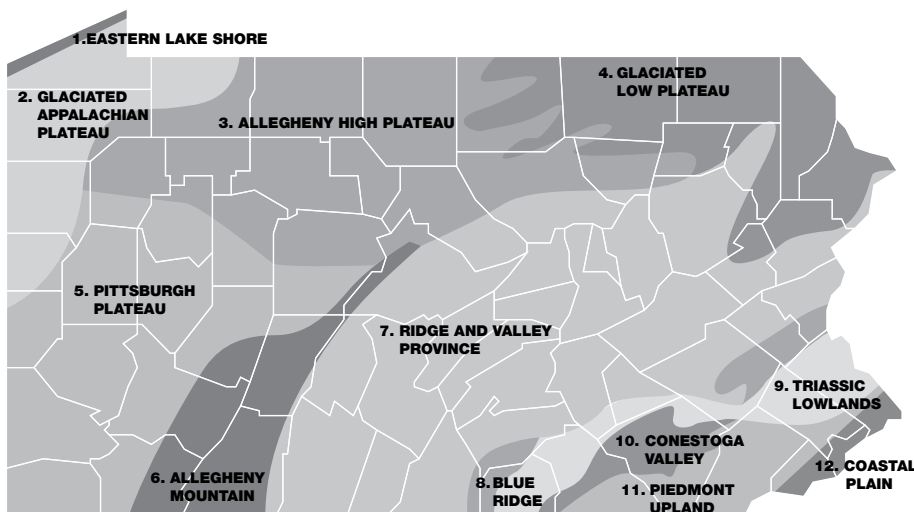 1.EASTERN LAKE SHORE
2. GLACIATED
APPALACHIAN
PLATEAU
3. ALLEGHENY HIGH PLATEAU
4. GLACIATED
LOW PLATEAU
5. PITTSBURGH
PLATEAU
6. ALLEGHENY
MOUNTAIN
7. RIDGE AND VALLEY
PROVINCE
8. BLUE
RIDGE
9. TRIASSIC
LOWLANDS
10. CONESTOGA
VALLEY
11. PIEDMONT
UPLAND
12. COASTAL
PLAIN